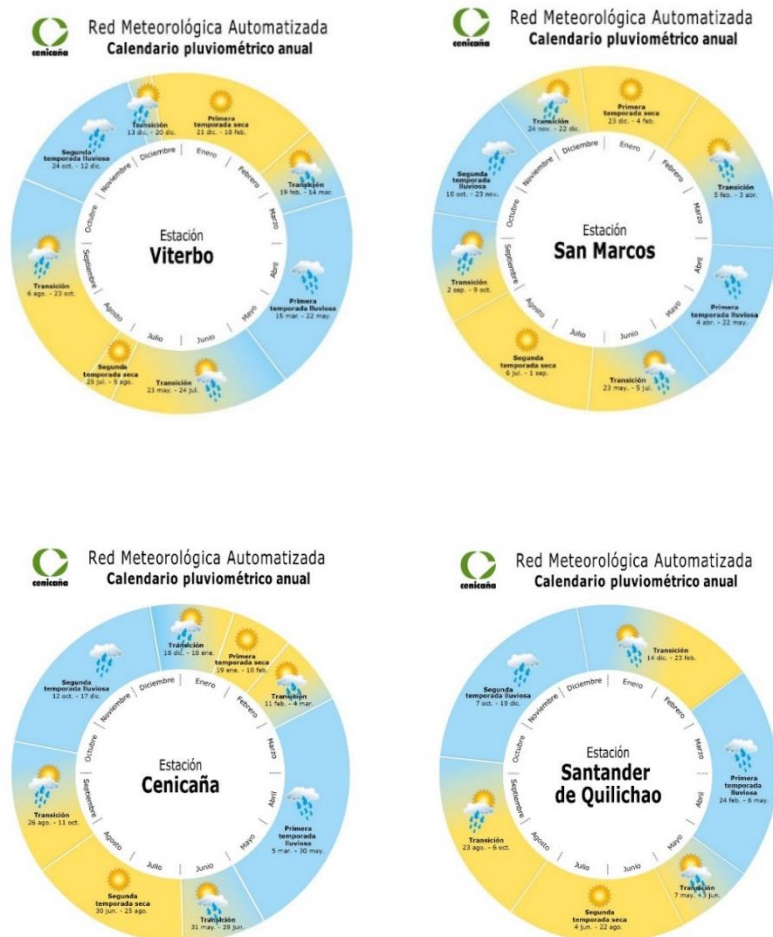 cenicaña
Red Meteorológica Automatizada
Calendario pluviométrico anual
Transición
13 dic. - 20 dic.
Primera
temporada seca
21 dic. - 18 feb.
Transición
19 feb. - 14 mar.
Primera
temporada lluviosa
15 mar. - 22 may.
Transición
23 may. - 24 jul.
Segunda
temporada seca
25 jul. - 5 ago.
Transición
6 ago. - 23 oct.
Segunda
temporada lluviosa
24 oct. - 12 dic.
Enero
Febrero
Marzo
Abril
Mayo
Junio
Julio
Agosto
Septiembre
Octubre
Noviembre
Diciembre
Estación
Viterbo
cenicaña
Red Meteorológica Automatizada
Calendario pluviométrico anual
Transición
24 nov. - 22 dic.
Primera
temporada seca
23 dic. - 4 feb.
Transición
5 feb. - 3 abr.
Primera
temporada lluviosa
4 abr. - 22 may.
Transición
23 may. - 5 jul.
Segunda
temporada seca
6 jul. - 1 sep.
Transición
2 sep. - 9 oct.
Segunda
temporada lluviosa
10 oct. - 23 nov.
Enero
Febrero
Marzo
Abril
Mayo
Junio
Julio
Agosto
Septiembre
Octubre
Noviembre
Diciembre
Estación
San Marcos
cenicaña
Red Meteorológica Automatizada
Calendario pluviométrico anual
Transición
18 dic. - 18 ene.
Primera
temporada seca
19 ene. - 10 feb.
Transición
11 feb. - 4 mar.
Primera
temporada
lluviosa
5 mar. - 30 may.
Transición
31 may. - 29 jun.
Segunda
temporada seca
30 jun. - 25 ago.
Transición
26 ago. - 11 oct.
Segunda
temporada lluviosa
12 oct. - 17 dic.
Enero
Febrero
Marzo
Abril
Mayo
Junio
Julio
Agosto
Septiembre
Octubre
Noviembre
Diciembre
Estación
Cenicaña
cenicaña
Red Meteorológica Automatizada
Calendario pluviométrico anual
Transición
14 dic. - 23 feb.
Primera
temporada
lluviosa
24 feb. - 6 may.
Transición
7 may. - 3 jun.
Segunda
temporada seca
4 jun. - 22 ago.
Transición
23 ago. - 6 oct.
Segunda
temporada lluviosa
Enero
Febrero
Marzo
Abril
Mayo
Junio
Julio
Agosto
Septiembre
Octubre
Noviembre
Diciembre
Estación
Santander
de Quilichao